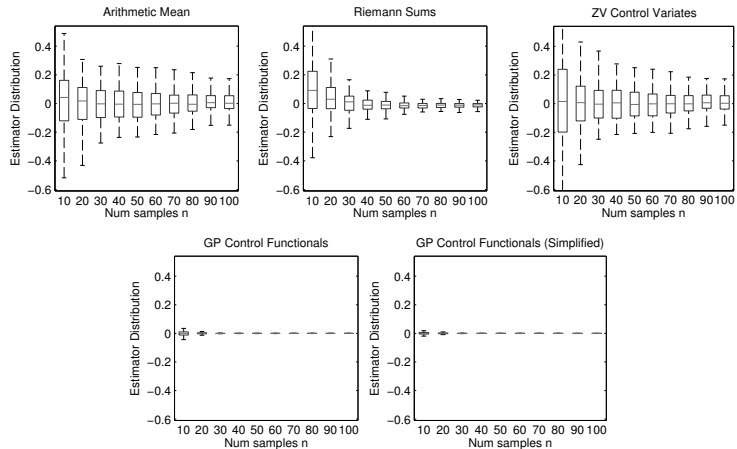 Arithmetic Mean
Estimator Distribution
0.4
0.2
0
−0.2
−0.4
−0.6
10 20 30 40 50 60 70 80 90 100
Num samples n
Riemann Sums
Estimator Distribution
0.4
0.2
0
−0.2
−0.4
−0.6
10 20 30 40 50 60 70 80 90 100
Num samples n
ZV Control Variates
Estimator Distribution
0.4
0.2
0
−0.2
−0.4
−0.6
10 20 30 40 50 60 70 80 90 100
Num samples n
GP Control Functionals
Estimator Distribution
0.4
0.2
0
−0.2
−0.4
−0.6
10 20 30 40 50 60 70 80 90 100
Num samples n
GP Control Functionals (Simplified)
Estimator Distribution
0.4
0.2
0
−0.2
−0.4
−0.6
10 20 30 40 50 60 70 80 90 100
Num samples n